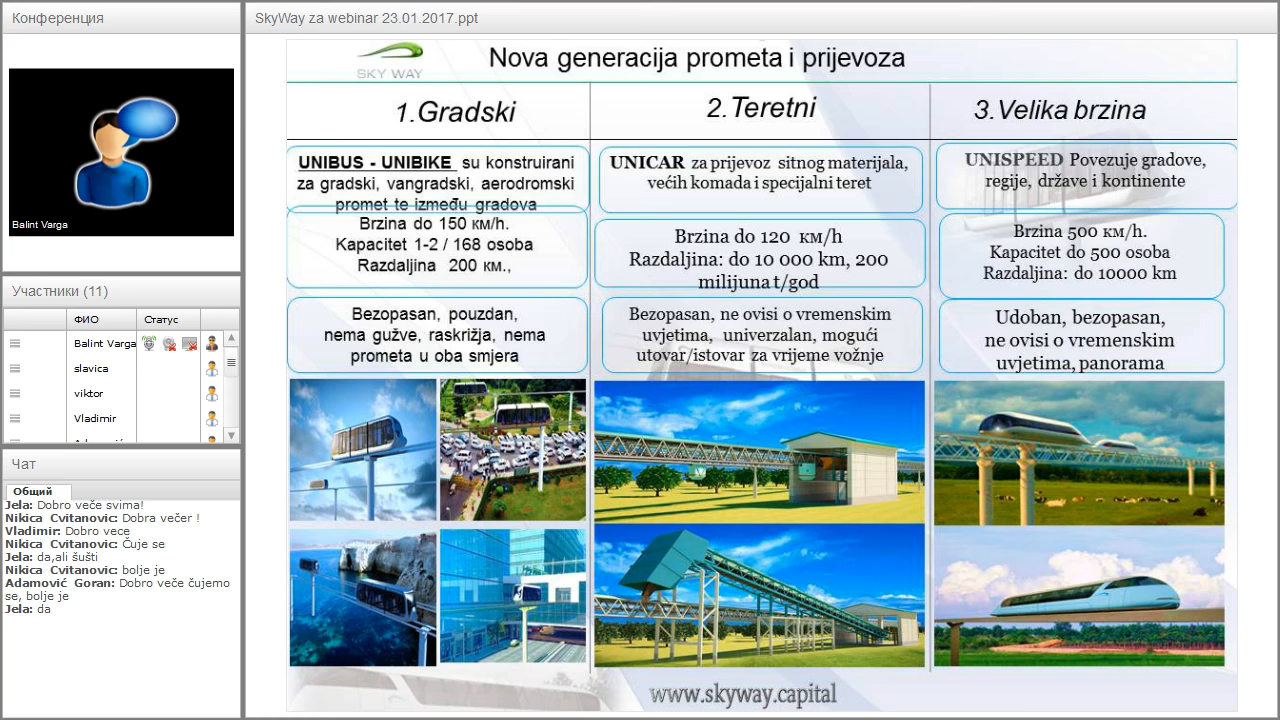 Конференция
Balint Varga
Участники (11)
ФИО
Статус
Balint Varga
slavica
viktor
Vladimir
Чат
Общий
Jela: Dobro veče svima!
Nikica Cvitanovic: Dobra večer !
Vladimir: Dobro vece
Nikica Cvitanovic: Čuje se
Jela: da,ali šušti
Nikica Cvitanovic: bolje je
Adamović Goran: Dobro veče čujemo
se, bolje je
Jela: da
SkyWay za webinar 23.01.2017.ppt
SKY WAY
Nova generacija prometa i prijevoza
1.Gradski
UNIBUS - UNIBIKE su konstruirani
za gradski, vangradski, aerodromski
promet te između gradova
Brzina do 150 км/h.
Kapacitet 1-2 / 168 osoba
Razdaljina 200 км.,
Bezopasan, pouzdan,
nema gužve, raskrižja, nema
prometa u oba smjera
2.Teretni
UNICAR za prijevoz sitnog materijala,
većih komada i specijalni teret
Brzina do 120 км/h
Razdaljina: do 10 000 km, 200
milijuna t/god
Bezopasan, ne ovisi o vremenskim
uvjetima, univerzalan, mogući
utovar/istovar za vrijeme vožnje
3.Velika brzina
UNISPEED Povezuje gradove,
regije, države i kontinente
Brzina 500 км/h.
Kapacitet do 500 osoba
Razdaljina: do 10000 km
Udoban, bezopasan,
ne ovisi o vremenskim
uvjetima, panorama
www.skyway.capital